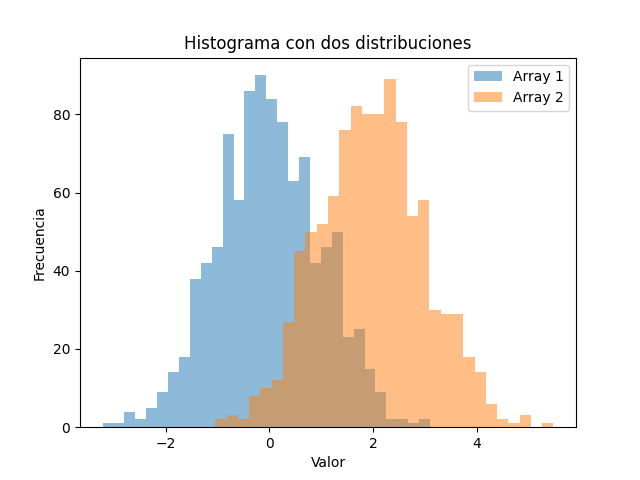 Histograma con dos distribuciones
Array 1
Array 2
80
60
40
20
0
Frecuencia
−2
0
2
4
Valor